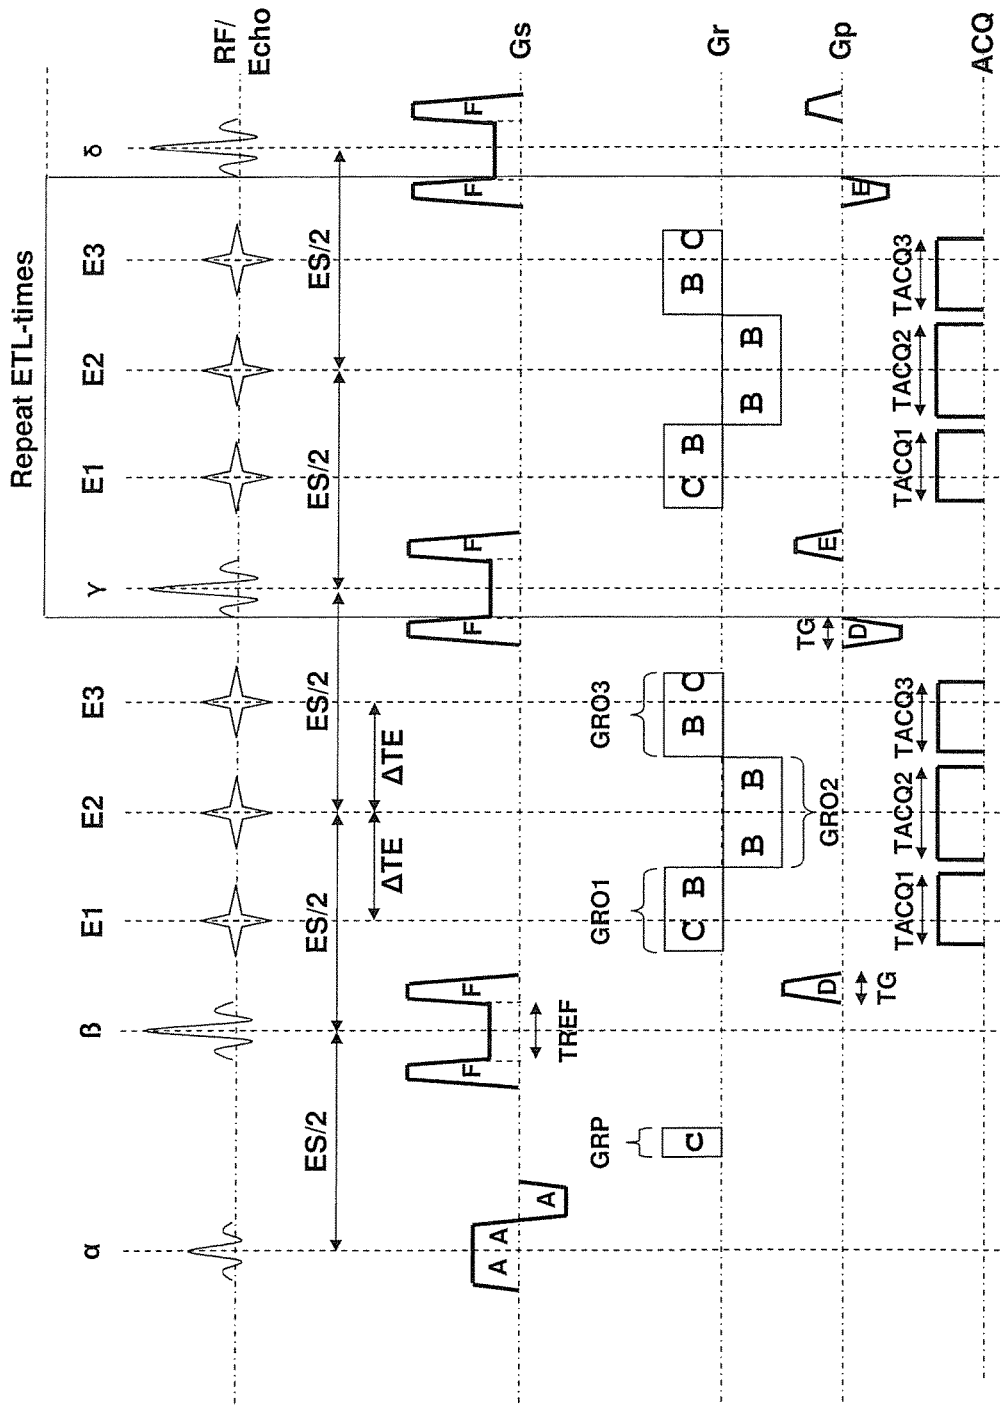 Repeat ETL-times
α β E1 E2 E3 γ E1 E2 E3 δ
RF/
Echo
ES/2 ES/2 ES/2 ES/2 ES/2
ΔTE ΔTE
A A A F F F F F F Gs
TREF
GRP GRO1 GRO3
C C B B C C B B C Gr
B B B B
GRO2
TG
D D E E Gp
TG
TACQ1 TACQ2 TACQ3 TACQ1 TACQ2 TACQ3
ACQ